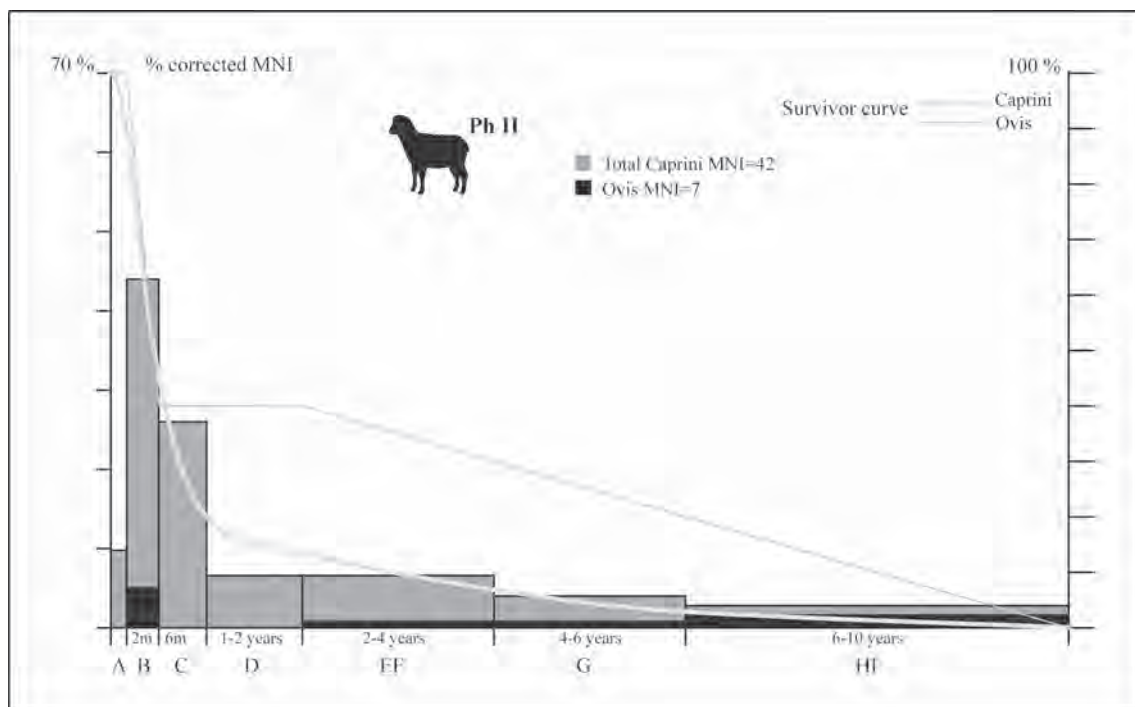 70 % % corrected MNI 100 %
Survivor curve Caprini
Ovis
Ph II
Total Caprini MNI=42
Ovis MNI=7
2m 6m 1-2 years 2-4 years 4-6 years 6-10 years
A B C D EF G HI